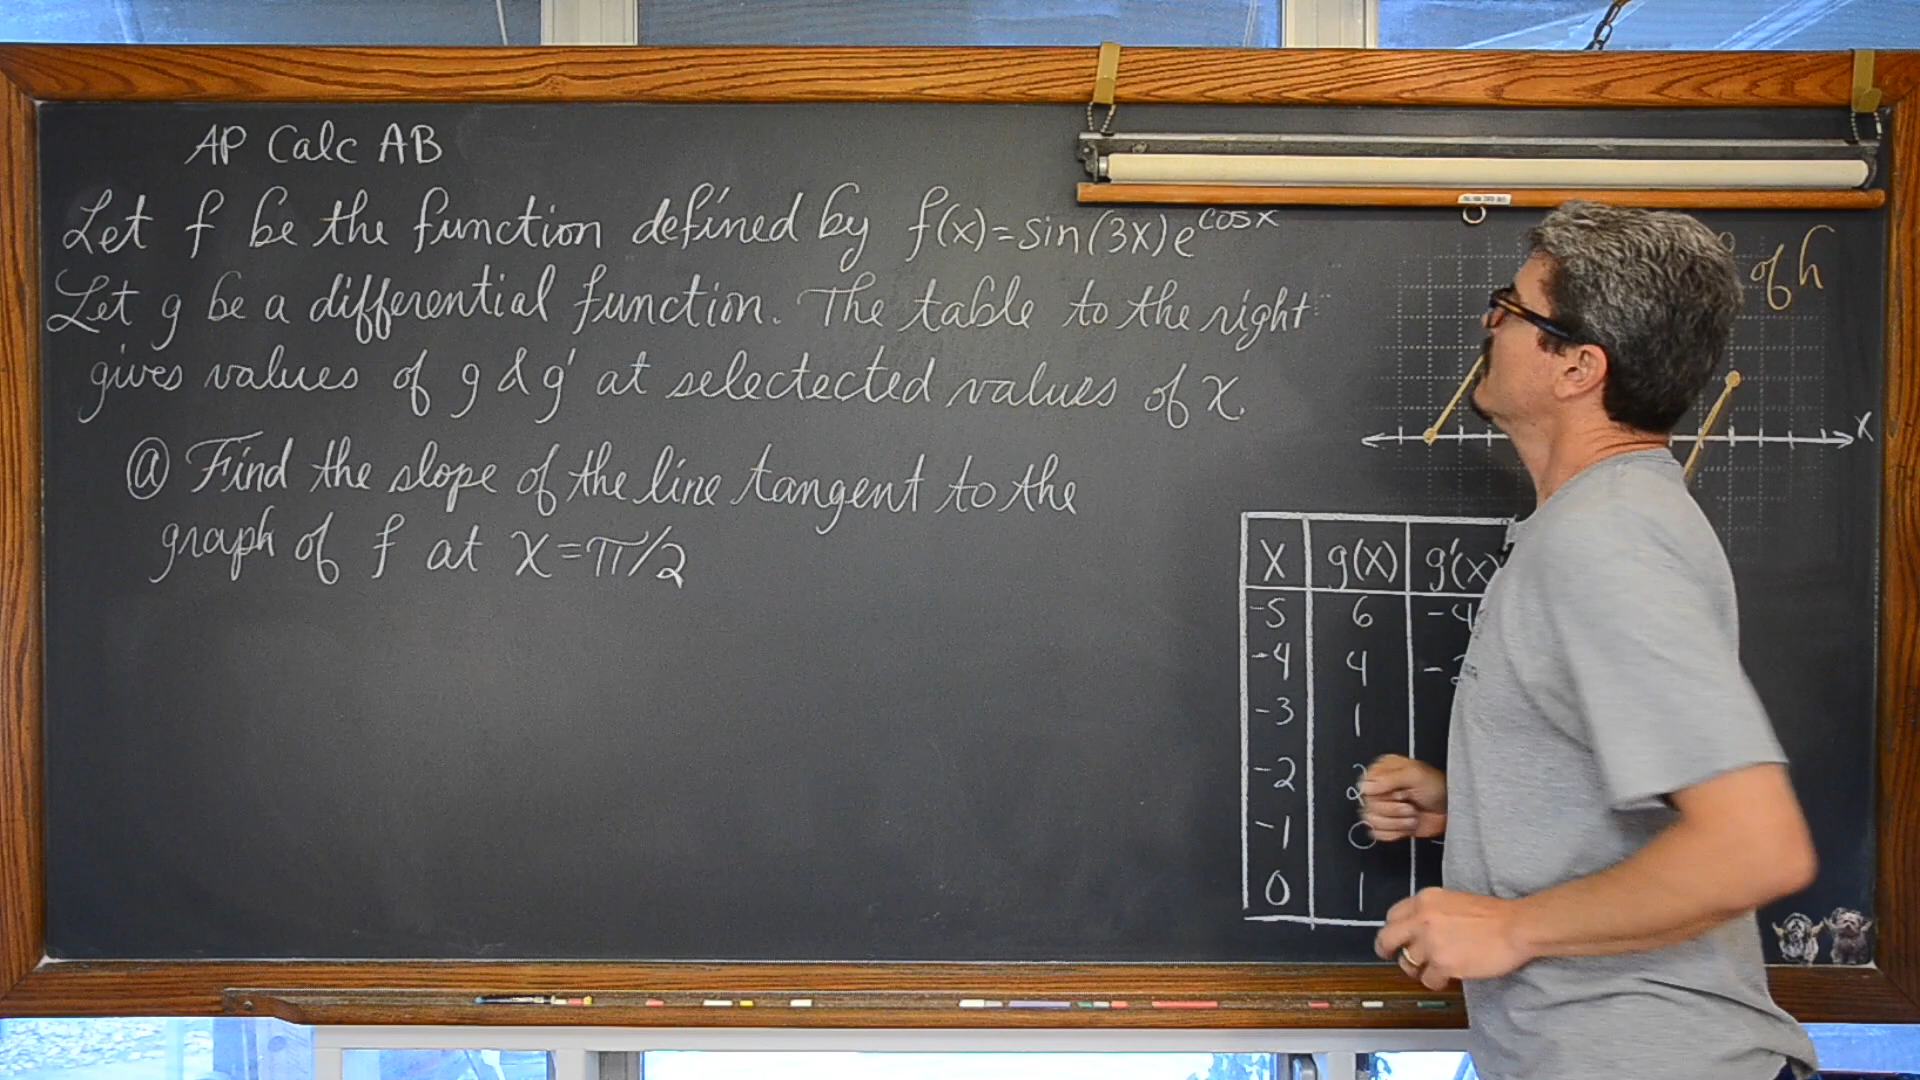 AP Calc AB
Let f be the function defined by f(x)=sin(3x)e^cosx
Let g be a differential function. The table to the right
gives values of g & g' at selectected values of x.
ⓐ Find the slope of the line tangent to the
graph of f at x=π/2
of h
x
x g(x) g'(x)
-5 6 -4
-4 4
-3 1
-2 2
-1 0
0 1